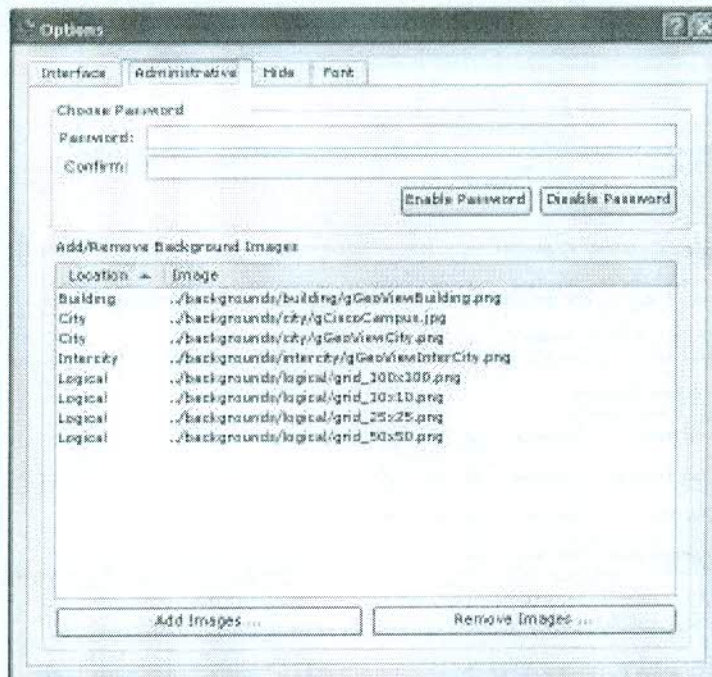 Options
Interface Administrative Hide Font
Choose Password
Password:
Confirm:
Enable Password Disable Password
Add/Remove Background Images
Location Image
Building ../backgrounds/building/gGeoViewBuilding.png
City ../backgrounds/city/gCiscoCampus.jpg
City ../backgrounds/city/gGeoViewCity.png
Intercity ../backgrounds/intercity/gGeoViewInterCity.png
Logical ../backgrounds/logical/grid_100x100.png
Logical ../backgrounds/logical/grid_10x10.png
Logical ../backgrounds/logical/grid_25x25.png
Logical ../backgrounds/logical/grid_50x50.png
Add Images ... Remove Images ...